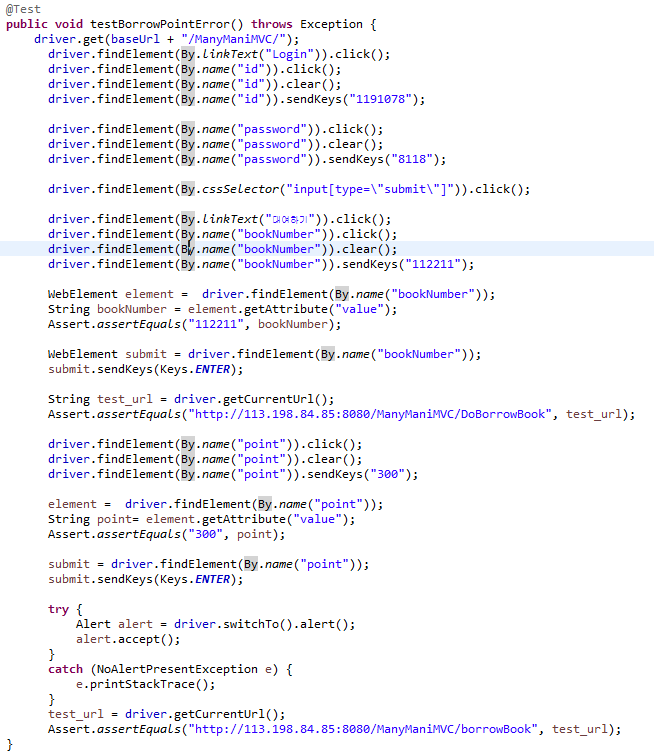 @Test
public void testBorrowPointError() throws Exception {
driver.get(baseUrl + "/ManyManiMVC/");
driver.findElement(By.linkText("Login")).click();
driver.findElement(By.name("id")).click();
driver.findElement(By.name("id")).clear();
driver.findElement(By.name("id")).sendKeys("1191078");
driver.findElement(By.name("password")).click();
driver.findElement(By.name("password")).clear();
driver.findElement(By.name("password")).sendKeys("8118");
driver.findElement(By.cssSelector("input[type=\"submit\"]")).click();
driver.findElement(By.linkText("")).click();
driver.findElement(By.name("bookNumber")).click();
driver.findElement(By.name("bookNumber")).clear();
driver.findElement(By.name("bookNumber")).sendKeys("112211");
WebElement element =  driver.findElement(By.name("bookNumber"));
String bookNumber = element.getAttribute("value");
Assert.assertEquals("112211", bookNumber);
WebElement submit = driver.findElement(By.name("bookNumber"));
submit.sendKeys(Keys.ENTER);
String test_url = driver.getCurrentUrl();
Assert.assertEquals("http://113.198.84.85:8080/ManyManiMVC/DoBorrowBook", test_url);
driver.findElement(By.name("point")).click();
driver.findElement(By.name("point")).clear();
driver.findElement(By.name("point")).sendKeys("300");
element =  driver.findElement(By.name("point"));
String point= element.getAttribute("value");
Assert.assertEquals("300", point);
submit = driver.findElement(By.name("point"));
submit.sendKeys(Keys.ENTER);
try {
Alert alert = driver.switchTo().alert();
alert.accept();
}
catch (NoAlertPresentException e) {
e.printStackTrace();
}
test_url = driver.getCurrentUrl();
Assert.assertEquals("http://113.198.84.85:8080/ManyManiMVC/borrowBook", test_url);
}